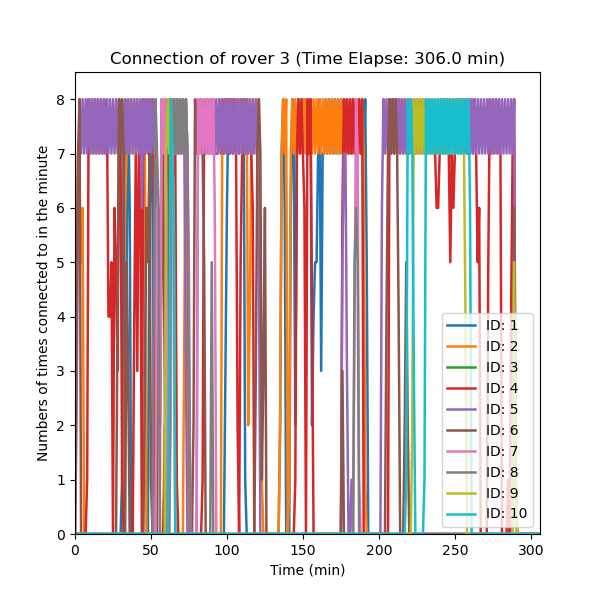 Connection of rover 3 (Time Elapse: 306.0 min)
Numbers of times connected to in the minute
8
7
6
5
4
3
2
1
0
ID: 1
ID: 2
ID: 3
ID: 4
ID: 5
ID: 6
ID: 7
ID: 8
ID: 9
ID: 10
0 50 100 150 200 250 300
Time (min)